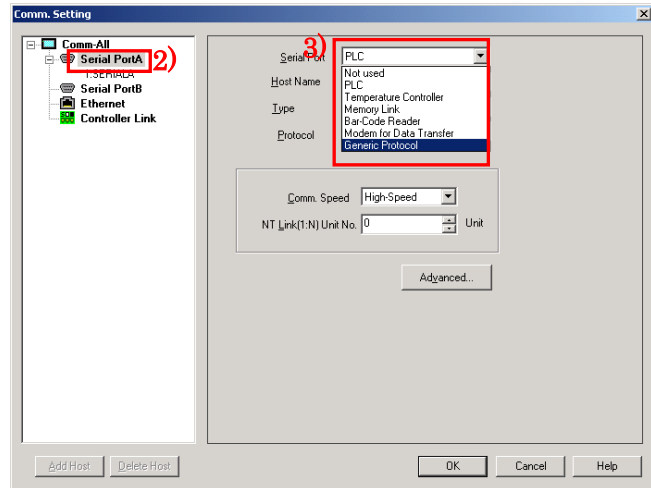 Comm. Setting
Comm-All
Serial PortA
2)
1:SERIALA
Serial PortB
Ethernet
Controller Link
3)
Serial Port PLC
Not used
PLC
Temperature Controller
Memory Link
Bar-Code Reader
Modem for Data Transfer
Generic Protocol
Host Name
Type
Protocol
Comm. Speed High-Speed
NT Link(1:N) Unit No. 0 Unit
Advanced...
Add Host Delete Host OK Cancel Help